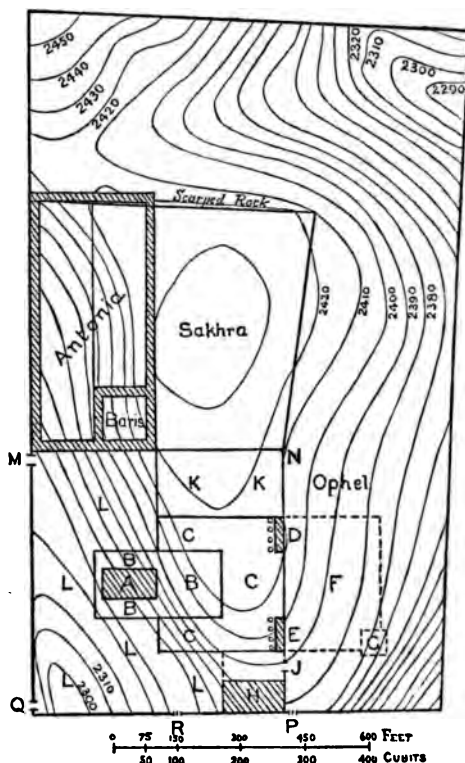 2450
2440
2430
2420
2320
2310
2300
2290
Scarped Rock
Antonia
Sakhra
2420
2410
2400
2390
2380
Baris
M
N
K K
Ophel
L
C
D
B
L
A
B
C
F
B
C
E
G
L
J
L
2310
2300
L
L
H
Q
R
P
0 75 150 300 450 600 FEET
50 100 200 300 400 CUBITS